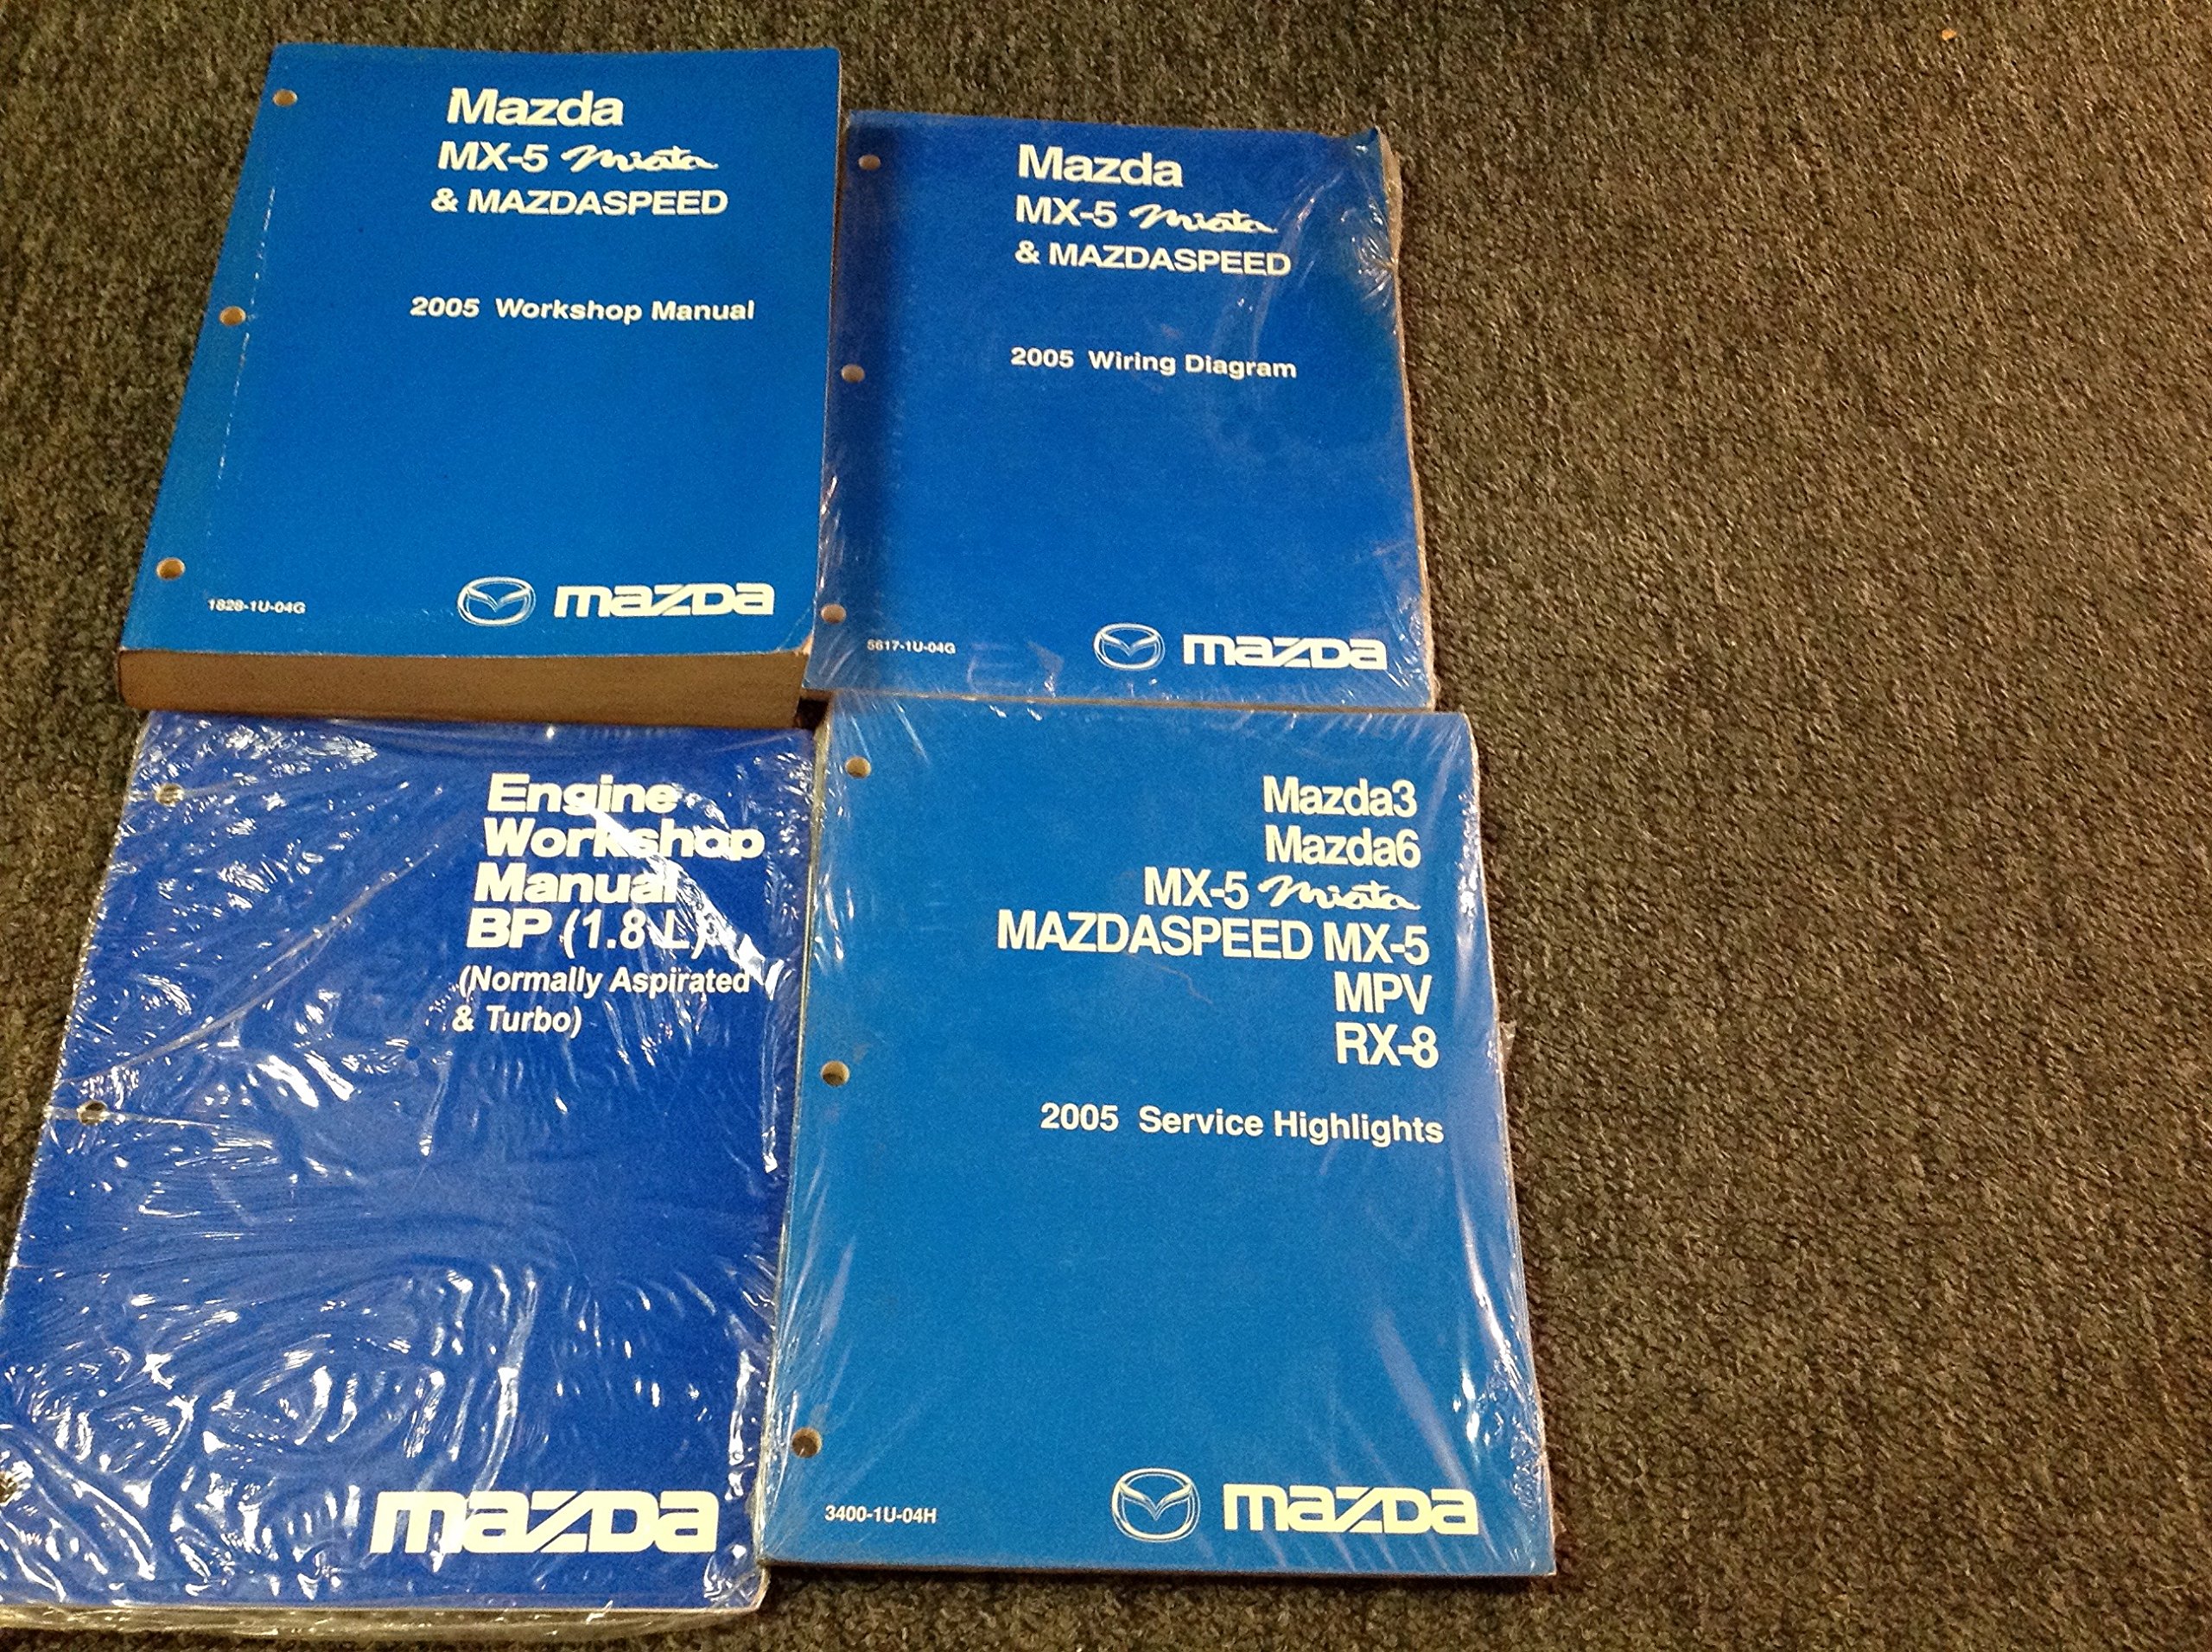 Mazda
MX-5 Miata
& MAZDASPEED
2005 Workshop Manual
1828-1U-04G
mazda
Mazda
MX-5 Miata
& MAZDASPEED
2005 Wiring Diagram
5617-1U-04G
mazda
Engine
Workshop
Manual
BP (1.8 L)
(Normally Aspirated
& Turbo)
mazda
Mazda3
Mazda6
MX-5 Miata
MAZDASPEED MX-5
MPV
RX-8
2005 Service Highlights
3400-1U-04H
mazda